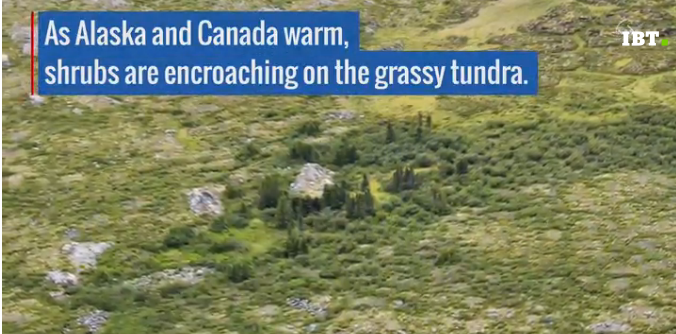 As Alaska and Canada warm,
IBT
shrubs are encroaching on the grassy tundra.